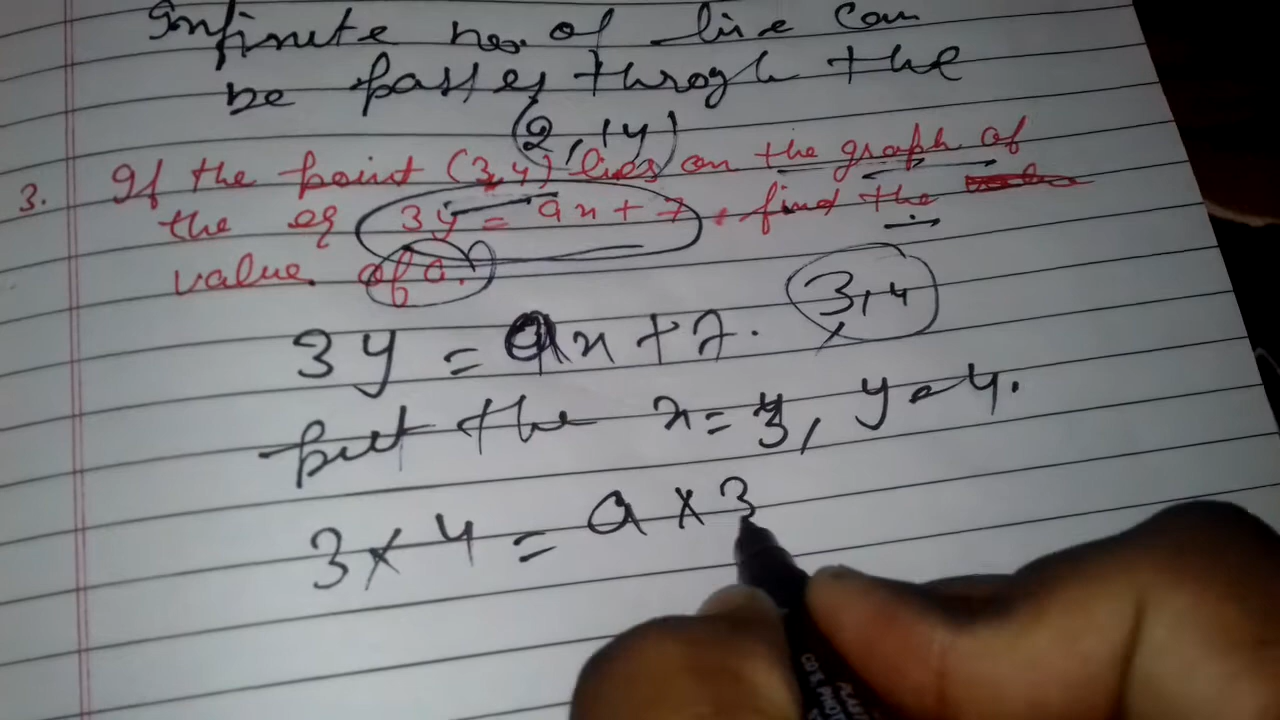 Infinite no. of line can
be passes throgh the
(2, 14)
3. If the point (3,4) lies on the graph of
the eq 3y = ax + 7, find the
value of a.
3y = ax + 7. 3,4
put the x = 3, y = 4.
3 × 4 = a × 3